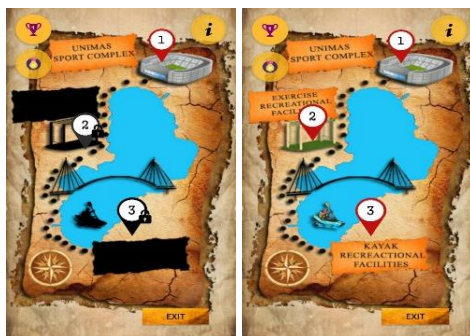 1
i
UNIMAS
SPORT COMPLEX
2
3
EXIT
1
i
UNIMAS
SPORT COMPLEX
EXERCISE
RECREATIONAL
FACILITIES
2
3
KAYAK
RECREACTIONAL
FACILITIES
EXIT